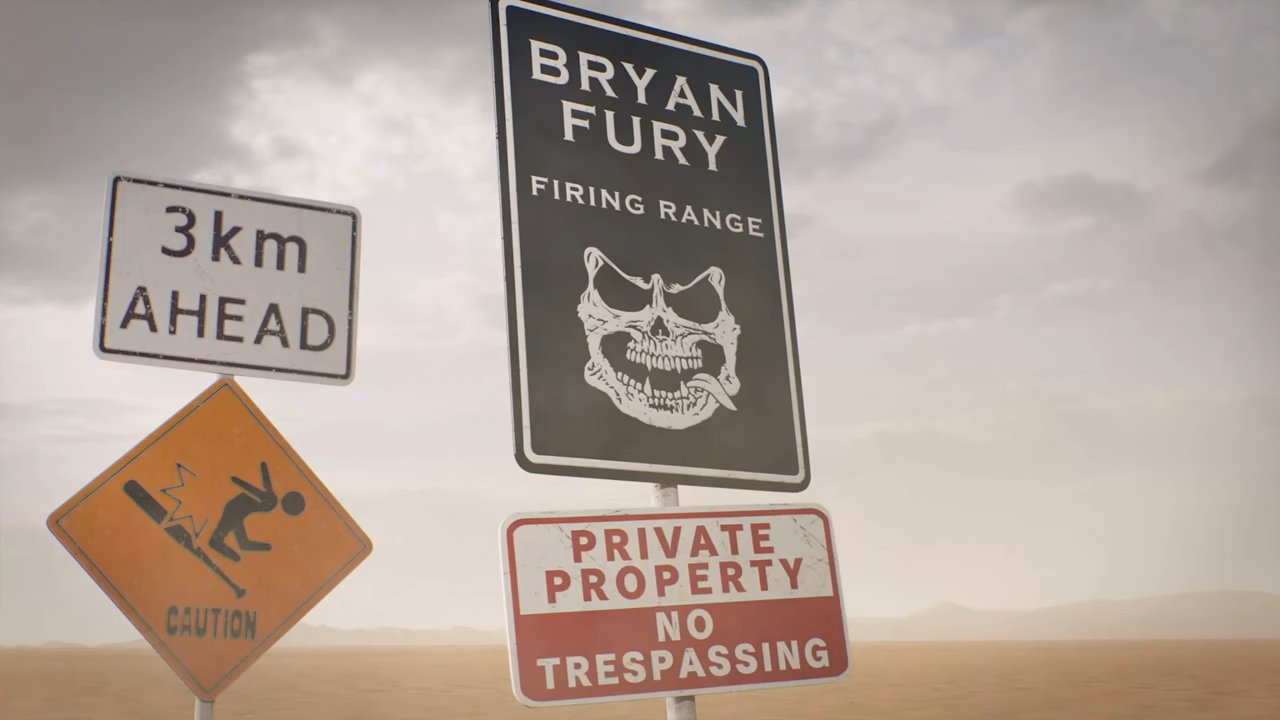 3km
AHEAD
CAUTION
BRYAN
FURY
FIRING RANGE
PRIVATE
PROPERTY
NO
TRESPASSING